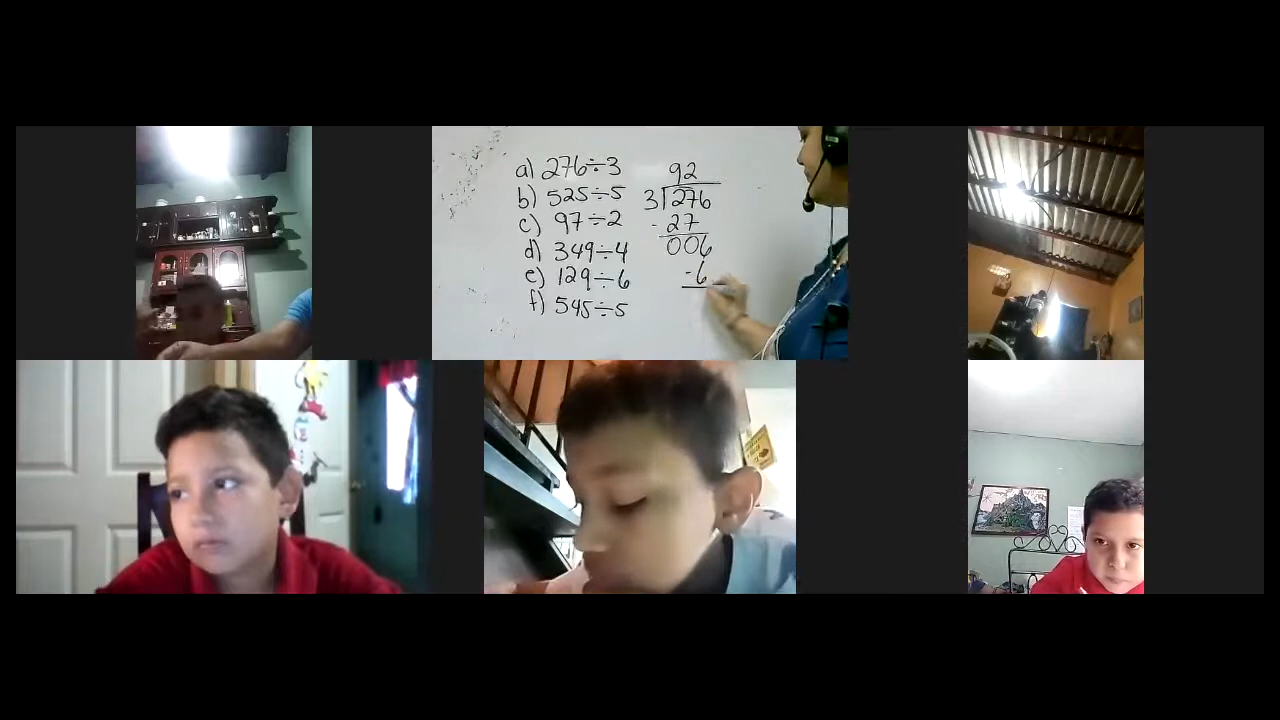 a) 276÷3
b) 525÷5
c) 97÷2
d) 349÷4
e) 129÷6
f) 545÷5
92
3)276
- 27
006
-6